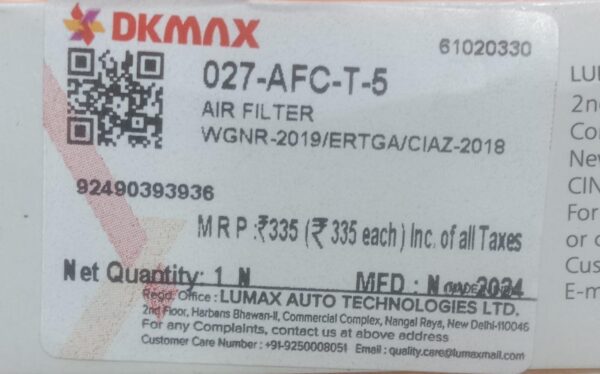 DKMAX
61020330
027-AFC-T-5
AIR FILTER
WGNR-2019/ERTGA/CIAZ-2018
92490393936
MRP :₹335 (₹ 335 each) Inc. of all Taxes
Net Quantity: 1 N
MFD : Nov 2024
Regd. Office : LUMAX AUTO TECHNOLOGIES LTD.
2nd Floor, Harbans Bhawan-II, Commercial Complex, Nangal Raya, New Delhi-110046
For any Complaints, contact us at above address
Customer Care Number : +91-9250008051 Email : quality.care@lumaxmail.com
LU
2n
Co
New
CIN
For
or c
Cus
E-m